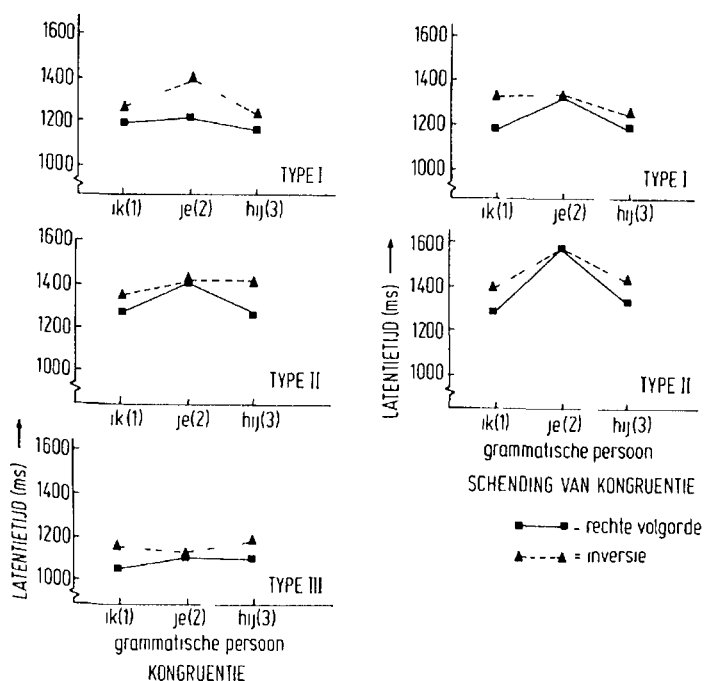 1600
1400
1200
1000
TYPE I
ik(1) je(2) hij(3)
1600
1400
1200
1000
TYPE II
ik(1) je(2) hij(3)
LATENTIETIJD (ms)
1600
1400
1200
1000
TYPE III
ik(1) je(2) hij(3)
grammatische persoon
KONGRUENTIE
1600
1400
1200
1000
TYPE I
ik(1) je(2) hij(3)
LATENTIETIJD (ms)
1600
1400
1200
1000
TYPE II
ik(1) je(2) hij(3)
grammatische persoon
SCHENDING VAN KONGRUENTIE
- rechte volgorde
= inversie